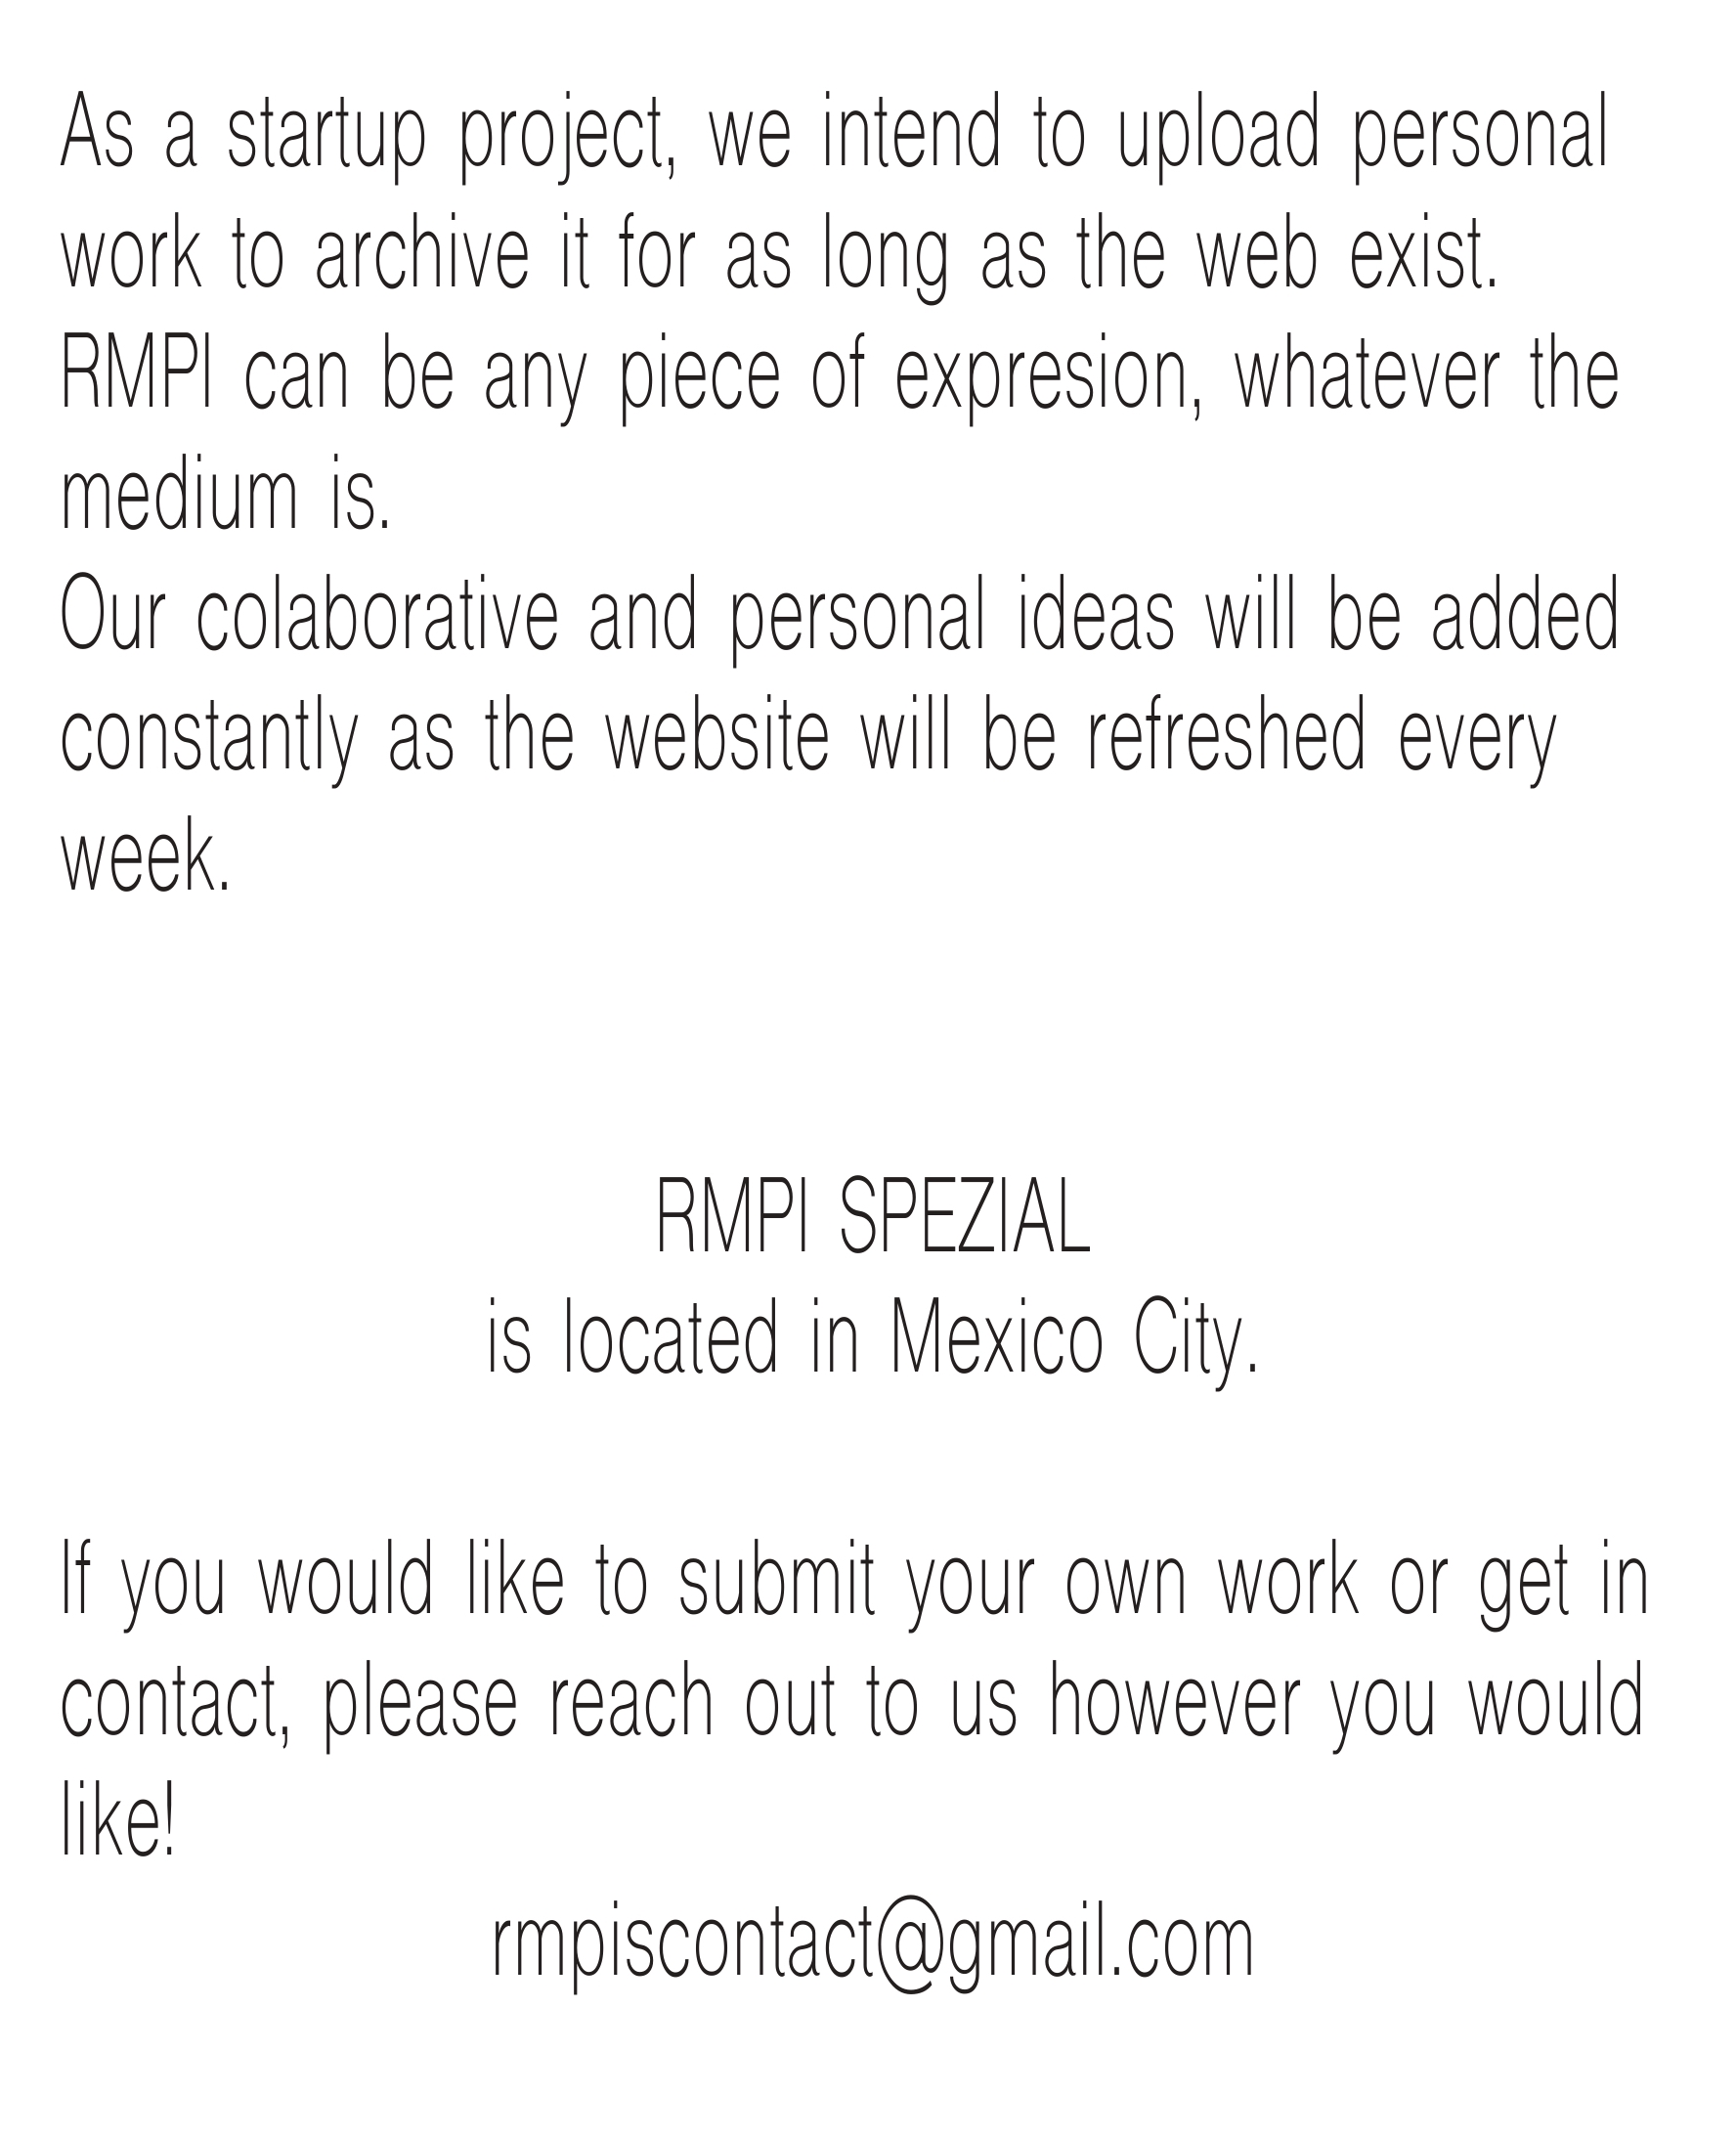 As a startup project, we intend to upload personal
work to archive it for as long as the web exist.
RMPI can be any piece of expresion, whatever the
medium is.
Our colaborative and personal ideas will be added
constantly as the website will be refreshed every
week.
RMPI SPEZIAL
is located in Mexico City.
If you would like to submit your own work or get in
contact, please reach out to us however you would
like!
rmpiscontact@gmail.com